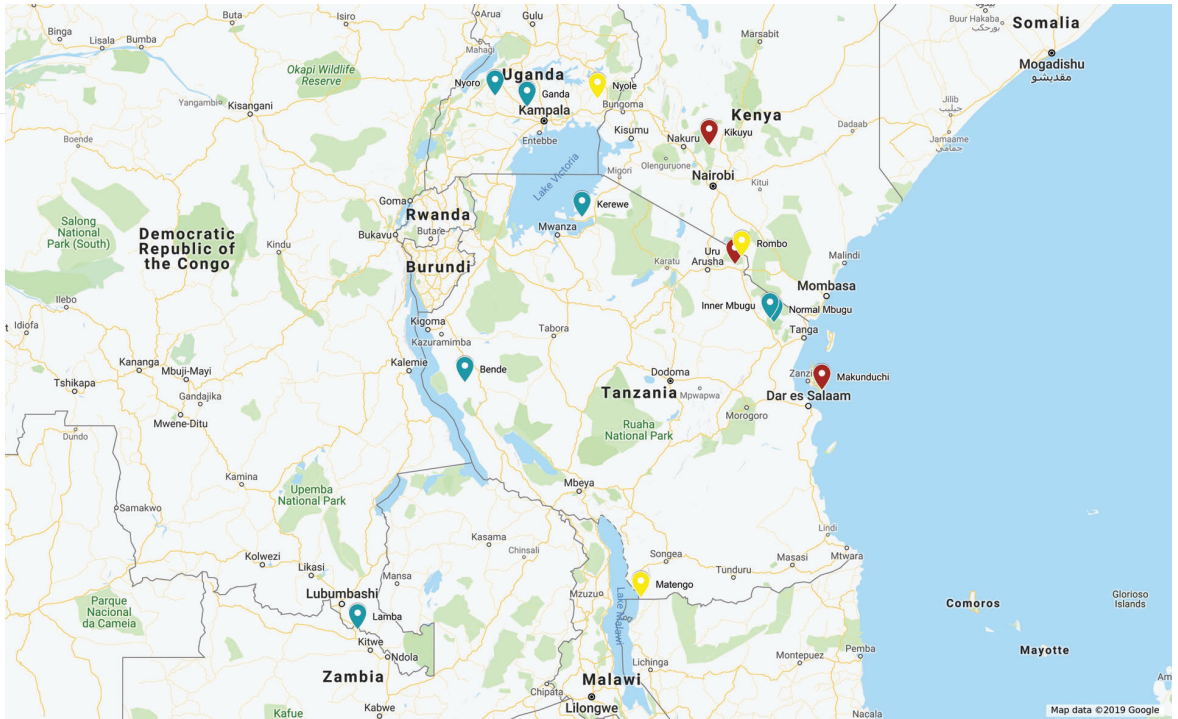 Binga
Lisala
Bumba
Buta
Isiro
Arua
Gulu
Mahagi
Marsabit
Buur Hakaba
بورحكبه
Somalia
Mogadishu
مقديشو
Okapi Wildlife
Reserve
Nyoro
Uganda
Ganda
Kampala
Nyole
Bungoma
Kenya
Yangambi
Kisangani
Entebbe
Kisumu
Nakuru
Kikuyu
Jilib
جيليب
Dadaab
Jamaame
جمامي
Boende
Olenguruone
Migori
Nairobi
Kitui
Lake Victoria
Goma
Rwanda
Kerewe
Salong
National
Park (South)
Democratic
Republic of
the Congo
Kindu
Bukavu
Butare
Mwanza
Uru
Rombo
Arusha
Karatu
Malindi
Burundi
Mombasa
Ilebo
Inner Mbugu
Normal Mbugu
t
Idiofa
Kigoma
Kazuramimba
Tabora
Tanga
Kananga
Mbuji-Mayi
Kalemie
Bende
Dodoma
Zanzi
Makunduchi
Tshikapa
Gandajika
Tanzania
Mpwapwa
Dar es Salaam
Mwene-Ditu
Morogoro
Dundo
Ruaha
National Park
Kamina
Upemba
National Park
Mbeya
Samakwo
Kasama
Lindi
Chinsali
Kolwezi
Likasi
Mansa
Songea
Tunduru
Masasi
Mtwara
Lubumbashi
Mzuzu
Matengo
Parque
Nacional
da Cameia
Lamba
Lake Malawi
Comoros
Glorioso
Islands
Kitwe
Ndola
Lichinga
Montepuez
Pemba
Mayotte
Zambia
Malawi
Chipata
Am
Kabwe
Lilongwe
Kafue
Nacala
Map data ©2019 Google